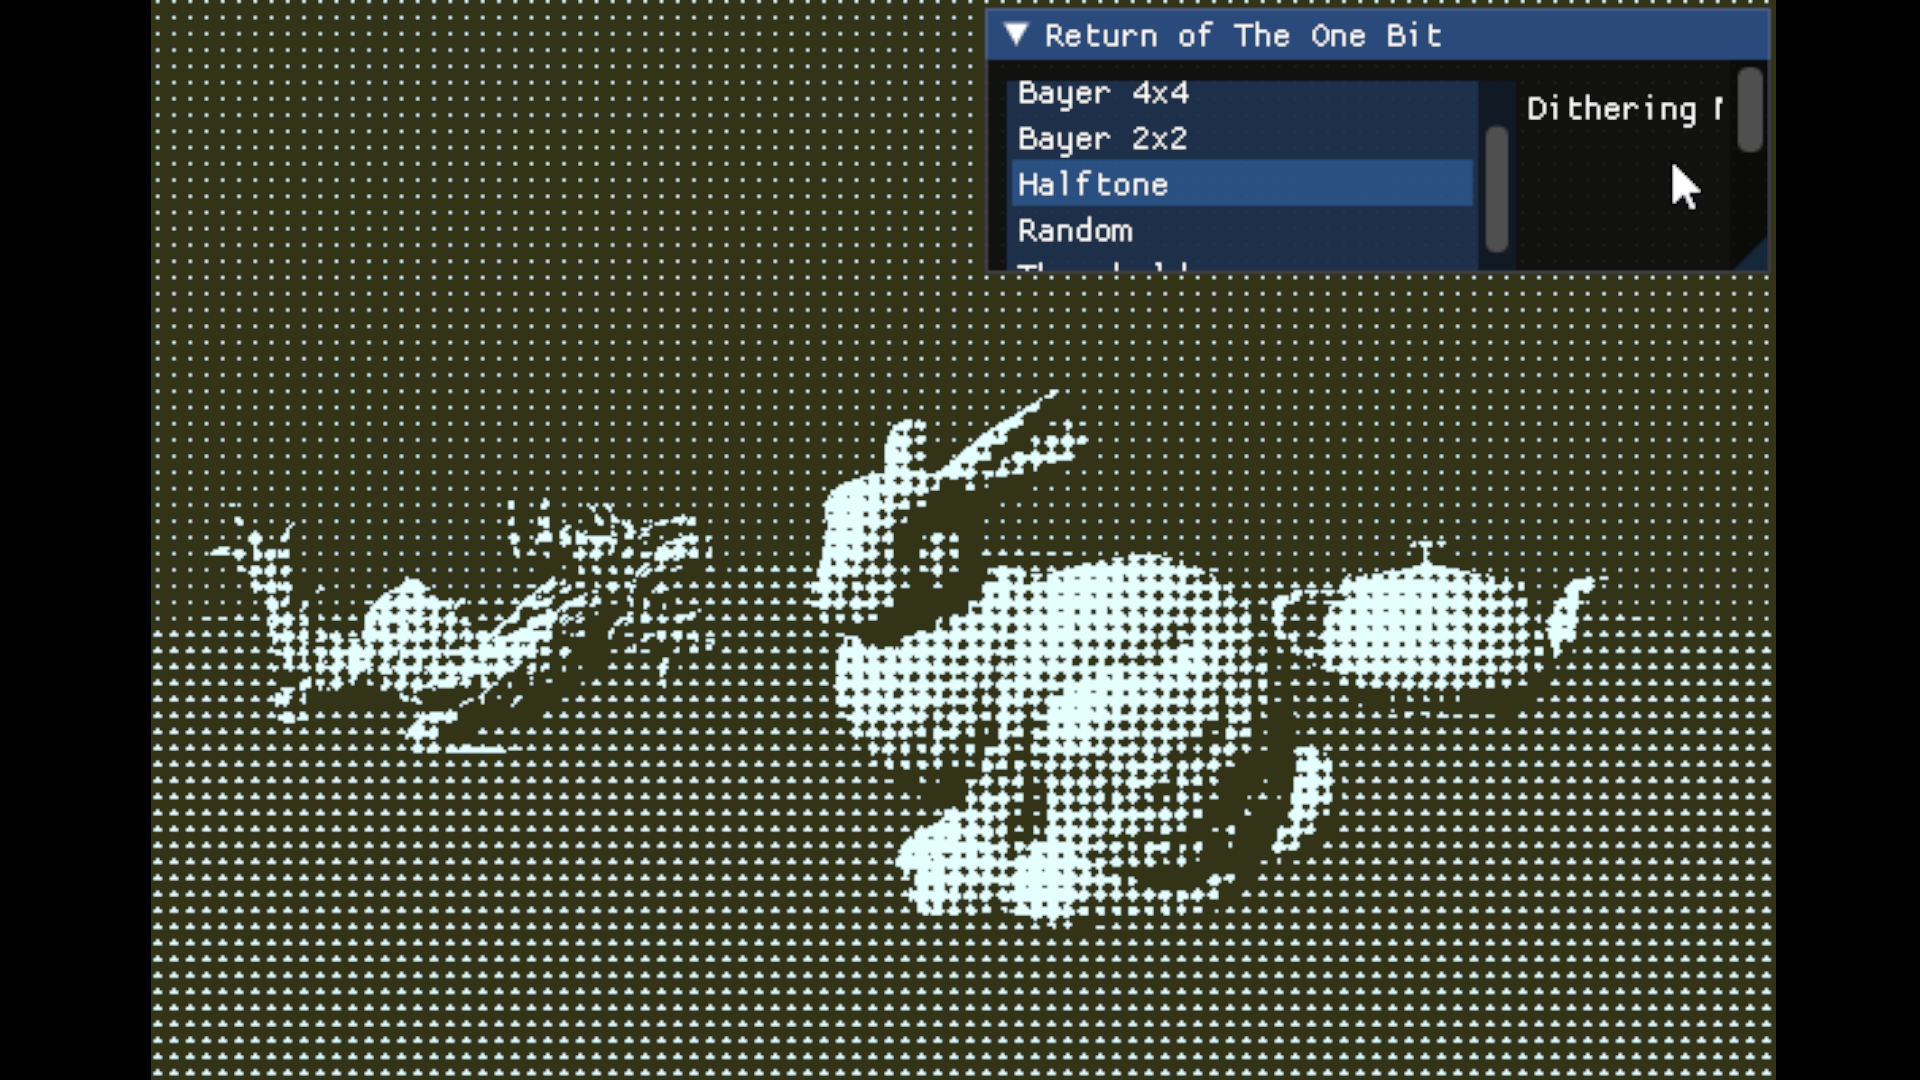 Return of The One Bit
Bayer 4x4
Dithering
Bayer 2x2
Halftone
Random